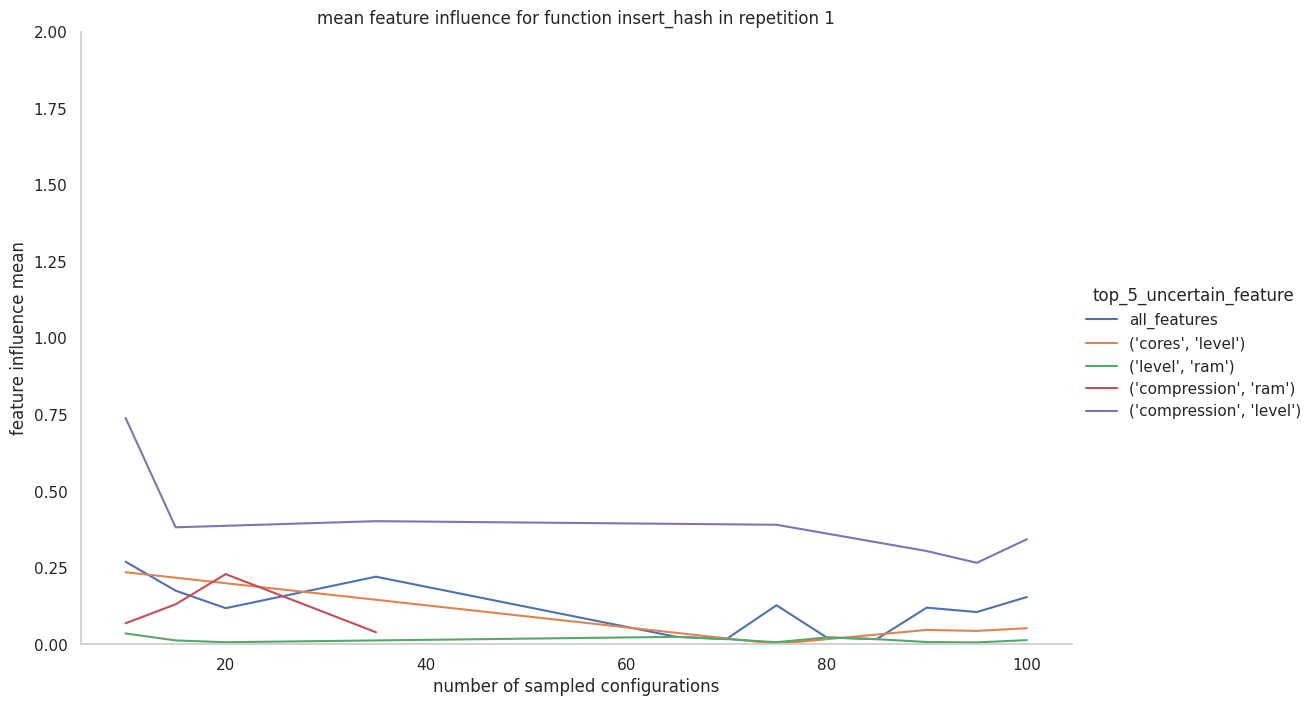 mean feature influence for function insert_hash in repetition 1
2.00
1.75
1.50
1.25
1.00
0.75
0.50
0.25
0.00
feature influence mean
20
40
60
80
100
number of sampled configurations
top_5_uncertain_feature
all_features
('cores', 'level')
('level', 'ram')
('compression', 'ram')
('compression', 'level')